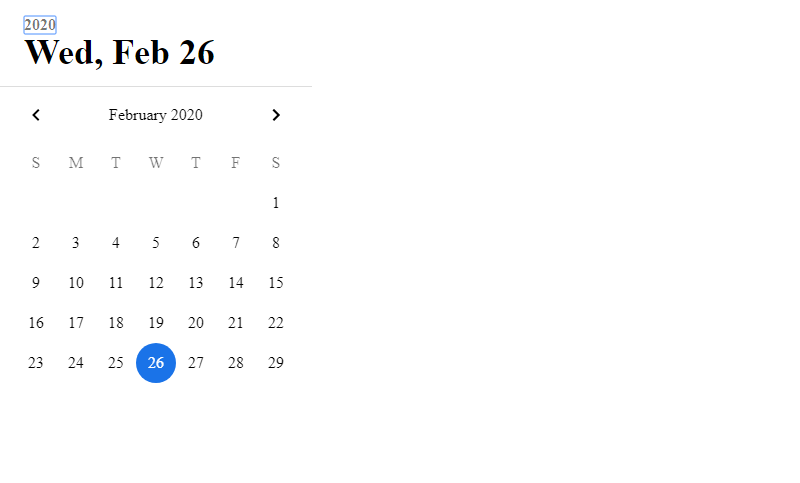 2020
Wed, Feb 26
February 2020
S M T W T F S
1
2 3 4 5 6 7 8
9 10 11 12 13 14 15
16 17 18 19 20 21 22
23 24 25 26 27 28 29